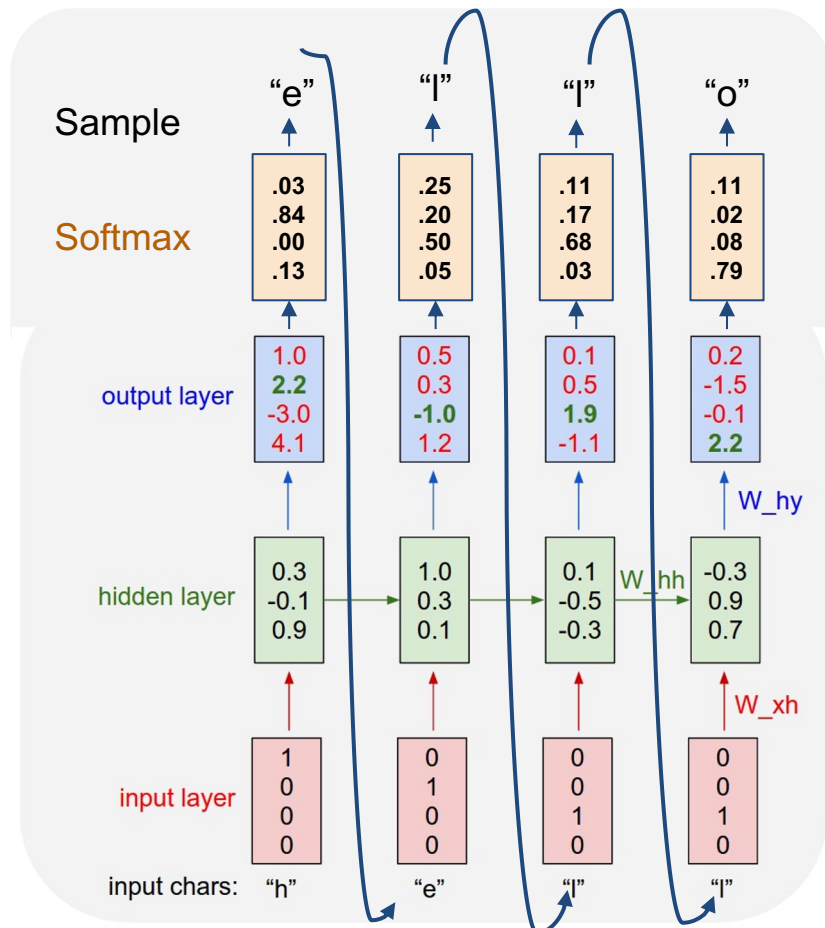 “e” “l” “l” “o”
Sample
.03 .25 .11 .11
.84 .20 .17 .02
Softmax
.00 .50 .68 .08
.13 .05 .03 .79
1.0 0.5 0.1 0.2
2.2 0.3 0.5 -1.5
output layer
-3.0 -1.0 1.9 -0.1
4.1 1.2 -1.1 2.2
W_hy
0.3 1.0 0.1 -0.3
W_hh
hidden layer -0.1 0.3 -0.5 0.9
0.9 0.1 -0.3 0.7
W_xh
1 0 0 0
0 1 0 0
input layer
0 0 1 1
0 0 0 0
input chars: “h” “e” “l” “l”